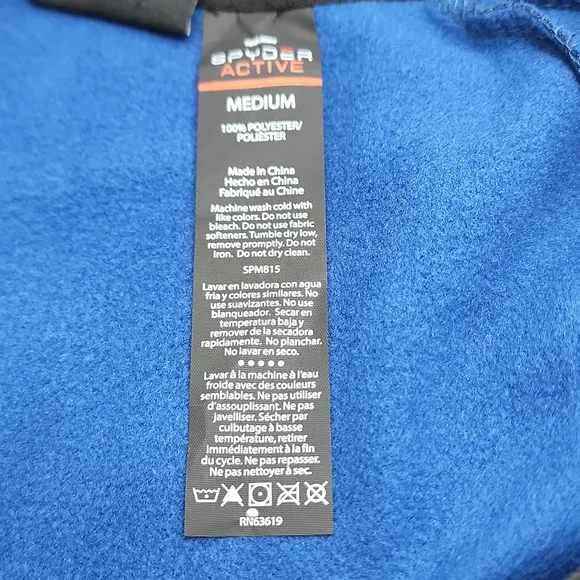 SPYDER
ACTIVE
MEDIUM
100% POLYESTER/
POLIÉSTER
Made in China
Hecho en China
Fabriqué au Chine
Machine wash cold with
like colors. Do not use
bleach. Do not use fabric
softeners. Tumble dry low,
remove promptly. Do not
iron. Do not dry clean.
SPM815
Lavar en lavadora con agua
fria y colores similares. No
use suavizantes. No use
blanqueador. Secar en
temperatura baja y
remover de la secadora
rapidamente. No planchar.
No lavar en seco.
Lavar à la machine à l'eau
froide avec des couleurs
semblables. Ne pas utiliser
d'assouplissant. Ne pas
javelliser. Sécher par
culbutage à basse
température, retirer
immédiatement à la fin
du cycle. Ne pas repasser.
Ne pas nettoyer à sec.
RN63619